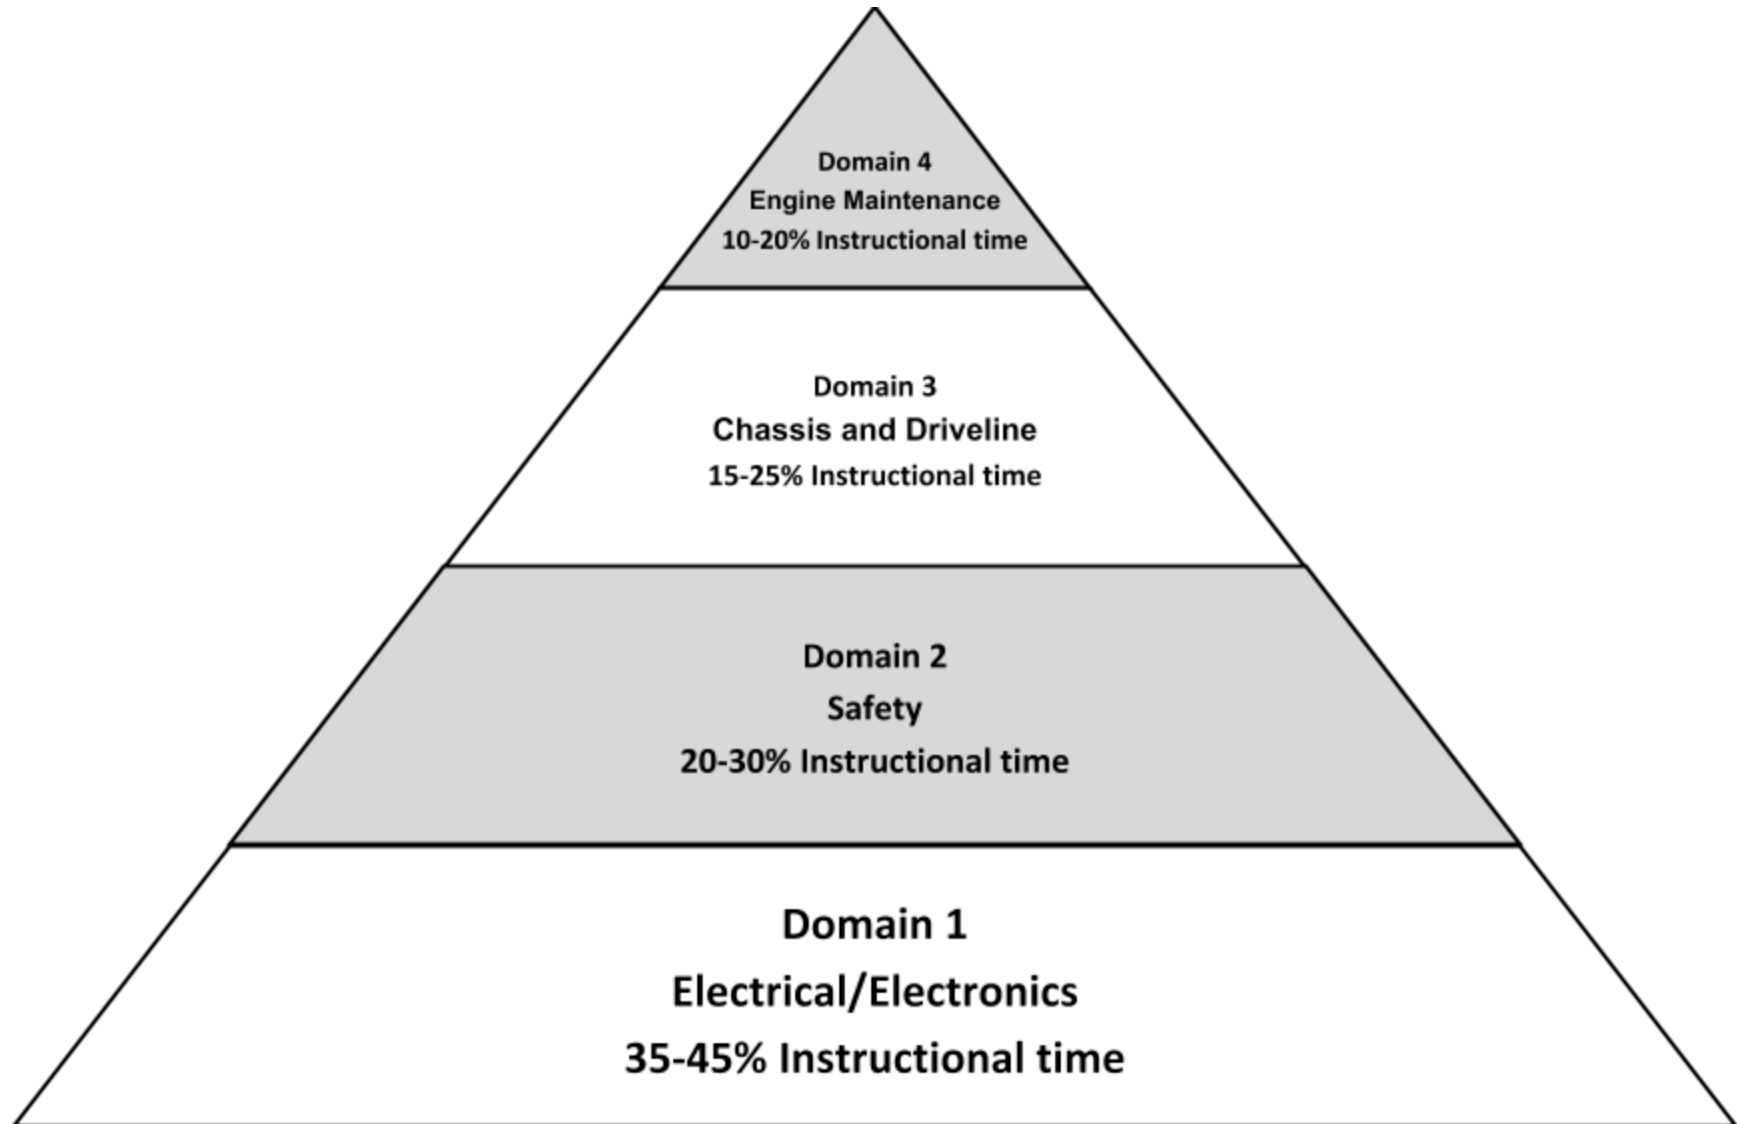 Domain 4
Engine Maintenance
10-20% Instructional time
Domain 3
Chassis and Driveline
15-25% Instructional time
Domain 2
Safety
20-30% Instructional time
Domain 1
Electrical/Electronics
35-45% Instructional time